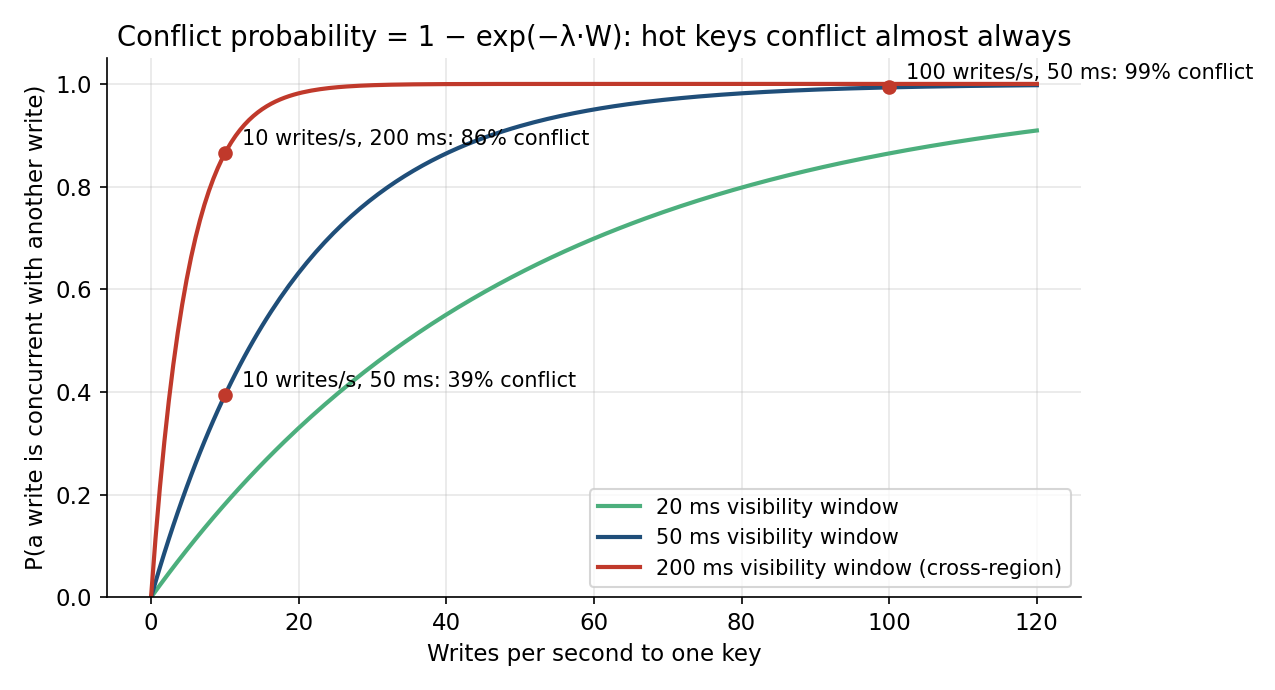 Conflict probability = 1 − exp(−λ·W): hot keys conflict almost always
P(a write is concurrent with another write)
1.0
0.8
0.6
0.4
0.2
0.0
100 writes/s, 50 ms: 99% conflict
10 writes/s, 200 ms: 86% conflict
10 writes/s, 50 ms: 39% conflict
20 ms visibility window
50 ms visibility window
200 ms visibility window (cross-region)
0 20 40 60 80 100 120
Writes per second to one key